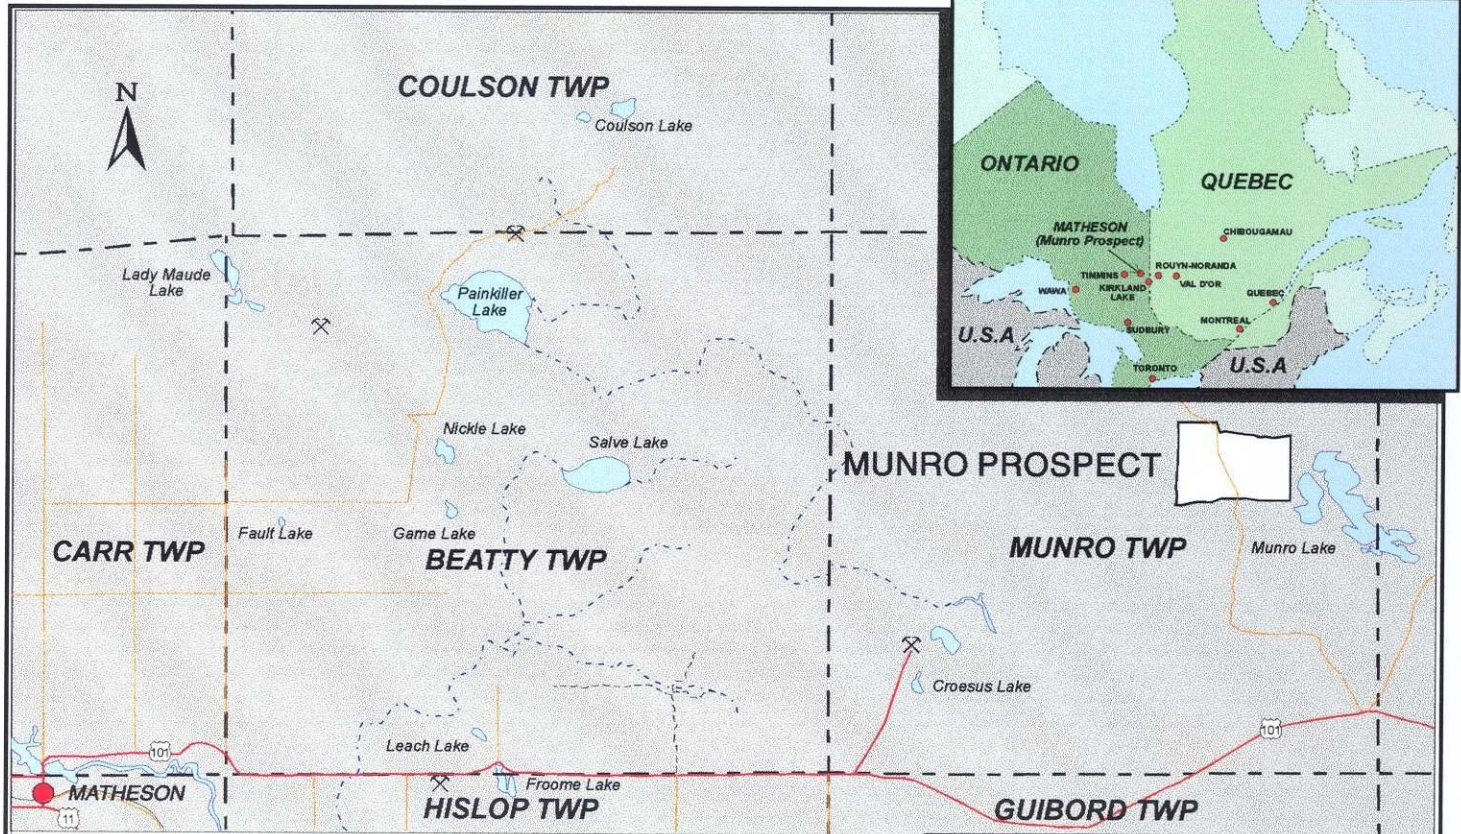 N
COULSON TWP
Coulson Lake
Lady Maude
Lake
Painkiller
Lake
Nickle Lake
Salve Lake
Fault Lake
Game Lake
CARR TWP
BEATTY TWP
MUNRO PROSPECT
MUNRO TWP
Munro Lake
Croesus Lake
Leach Lake
Froome Lake
101
101
MATHESON
11
HISLOP TWP
GUIBORD TWP
ONTARIO
QUEBEC
MATHESON
(Munro Prospect)
CHIBOUGAMAU
TIMMINS
ROUYN-NORANDA
KIRKLAND
LAKE
VAL D'OR
WAWA
QUEBEC
SUDBURY
MONTREAL
U.S.A
U.S.A
TORONTO